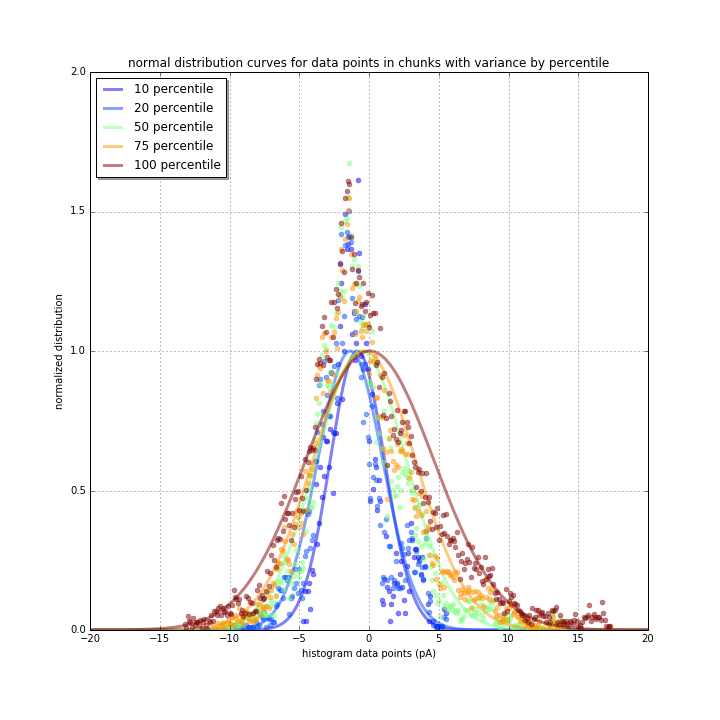 normal distribution curves for data points in chunks with variance by percentile
2.0
10 percentile
20 percentile
50 percentile
75 percentile
100 percentile
1.5
1.0
normalized distribution
0.5
0.0
−20 −15 −10 −5 0 5 10 15 20
histogram data points (pA)